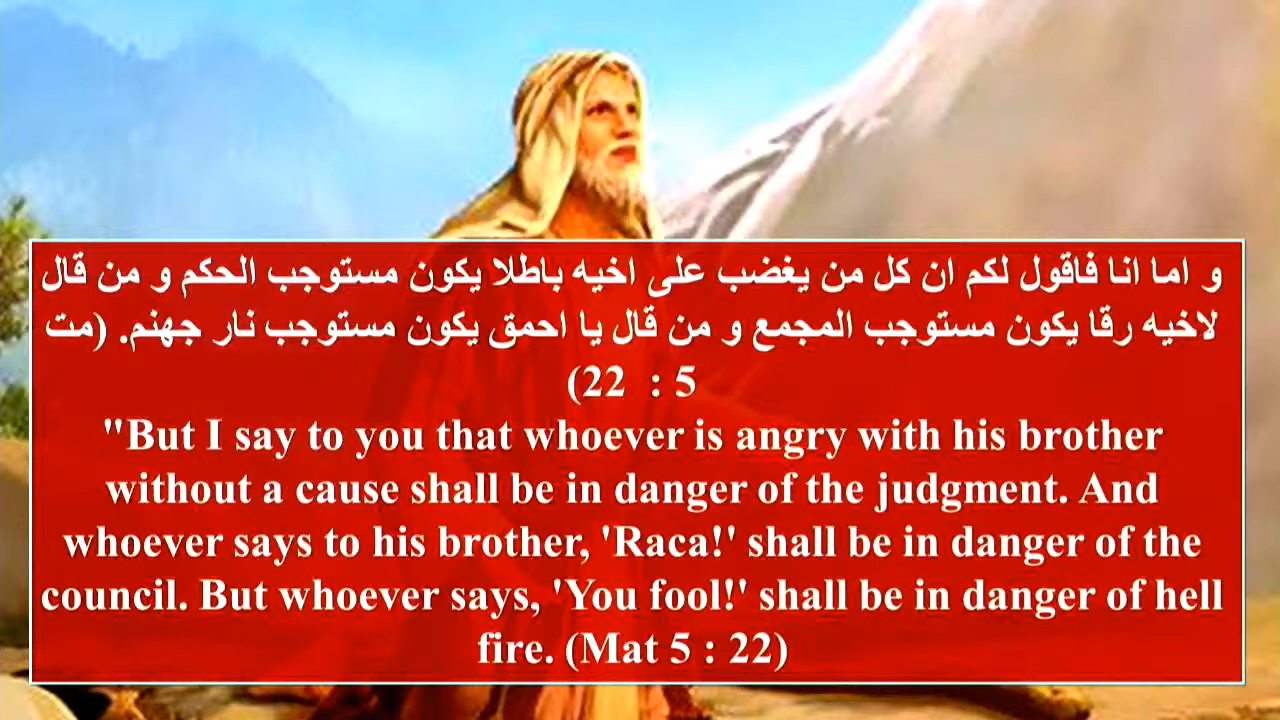 و اما انا فاقول لكم ان كل من يغضب على اخيه باطلا يكون مستوجب الحكم و من قال
لاخيه رقا يكون مستوجب المجمع و من قال يا احمق يكون مستوجب نار جهنم. (مت
5 : 22)
"But I say to you that whoever is angry with his brother
without a cause shall be in danger of the judgment. And
whoever says to his brother, 'Raca!' shall be in danger of the
council. But whoever says, 'You fool!' shall be in danger of hell
fire. (Mat 5 : 22)